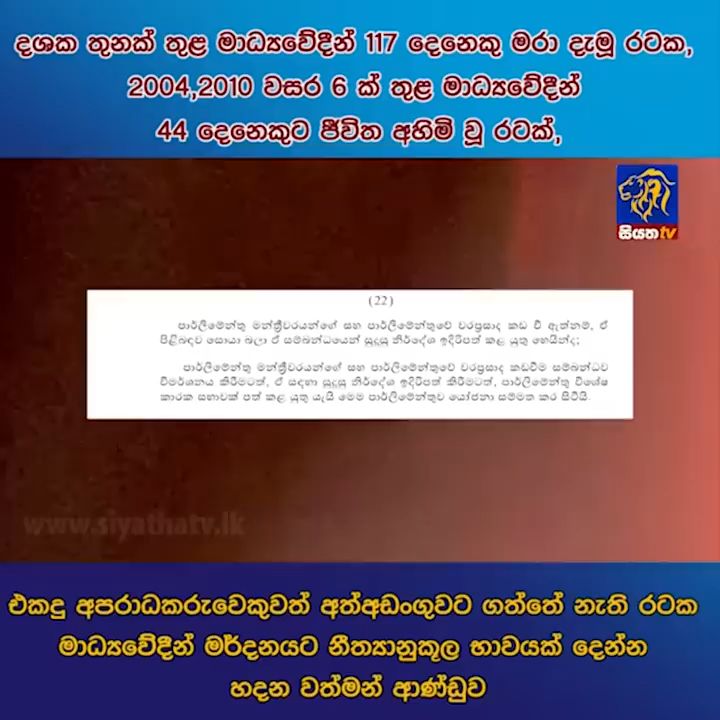 දශක තුනක් තුළ මාධ්‍යවේදීන් 117 දෙනෙකු මරා දැමූ රටක,
2004,2010 වසර 6 ක් තුළ මාධ්‍යවේදීන්
44 දෙනෙකුට ජීවිත අහිමි වූ රටක්,
සියතtv
(22)
පාර්ලිමේන්තු මන්ත්‍රීවරයන්ගේ සහ පාර්ලිමේන්තුවේ වරප්‍රසාද කඩ වී ඇත්නම්, ඒ
පිළිබඳව සොයා බලා ඒ සම්බන්ධයෙන් සුදුසු නිර්දේශ ඉදිරිපත් කළ යුතු හෙයින්ද;
පාර්ලිමේන්තු මන්ත්‍රීවරයන්ගේ සහ පාර්ලිමේන්තුවේ වරප්‍රසාද කඩවීම සම්බන්ධව
විමර්ශනය කිරීමටත්, ඒ සඳහා සුදුසු නිර්දේශ ඉදිරිපත් කිරීමටත්, පාර්ලිමේන්තු විශේෂ
කාරක සභාවක් පත් කළ යුතු යැයි මෙම පාර්ලිමේන්තුව යෝජනා සම්මත කර සිටියි.
www.siyathatv.lk
එකදු අපරාධකරුවෙකුවත් අත්අඩංගුවට ගත්තේ නැති රටක
මාධ්‍යවේදීන් මර්දනයට නීත්‍යානුකූල භාවයක් දෙන්න
හදන වත්මන් ආණ්ඩුව